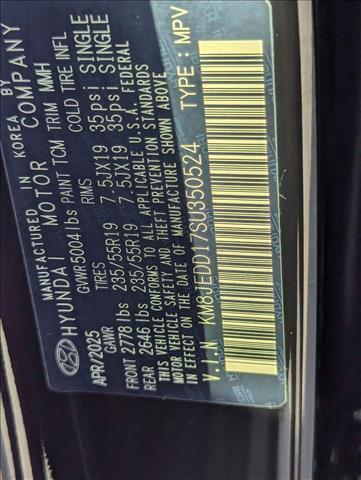 MANUFACTURED IN KOREA BY
HYUNDAI MOTOR COMPANY
APR/2025 GVWR 5004 lbs PAINT TCM TRIM MMH
GAWR TIRES RIMS COLD TIRE INFL
FRONT 2778 lbs 235/55R19 7.5JX19 35psi SINGLE
REAR 2646 lbs 235/55R19 7.5JX19 35psi SINGLE
THIS VEHICLE CONFORMS TO ALL APPLICABLE U.S.A. FEDERAL
MOTOR VEHICLE SAFETY AND THEFT PREVENTION STANDARDS
IN EFFECT ON THE DATE OF MANUFACTURE SHOWN ABOVE.
V.I.N KM8JEDD17SU350524 TYPE : MPV